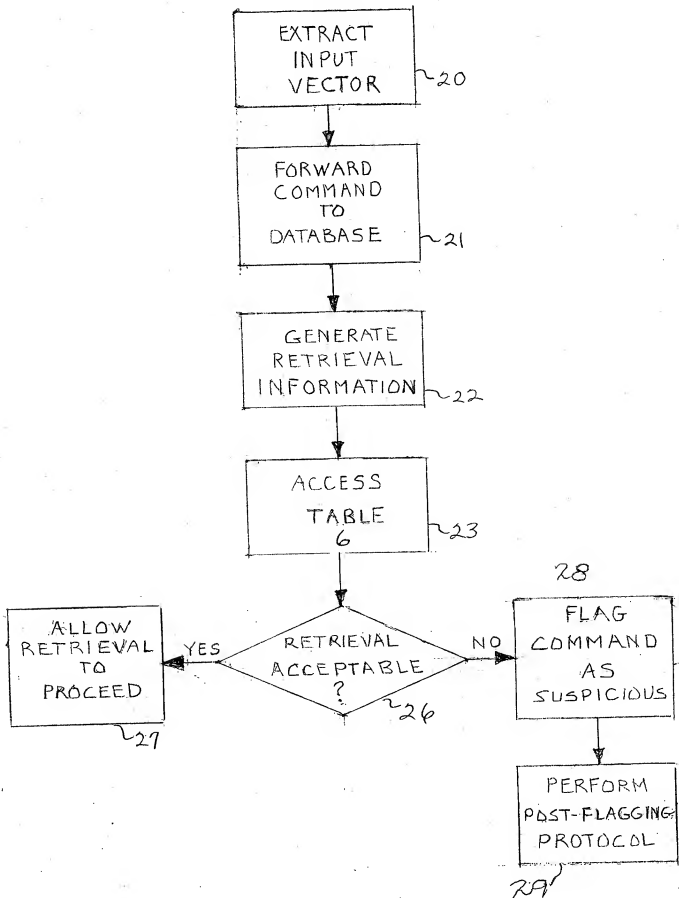 EXTRACT
INPUT
VECTOR
20
FORWARD
COMMAND
TO
DATABASE
21
GENERATE
RETRIEVAL
INFORMATION
22
ACCESS
TABLE
6
23
RETRIEVAL
ACCEPTABLE
?
26
YES
ALLOW
RETRIEVAL
TO
PROCEED
27
NO
28
FLAG
COMMAND
AS
SUSPICIOUS
PERFORM
POST-FLAGGING
PROTOCOL
29